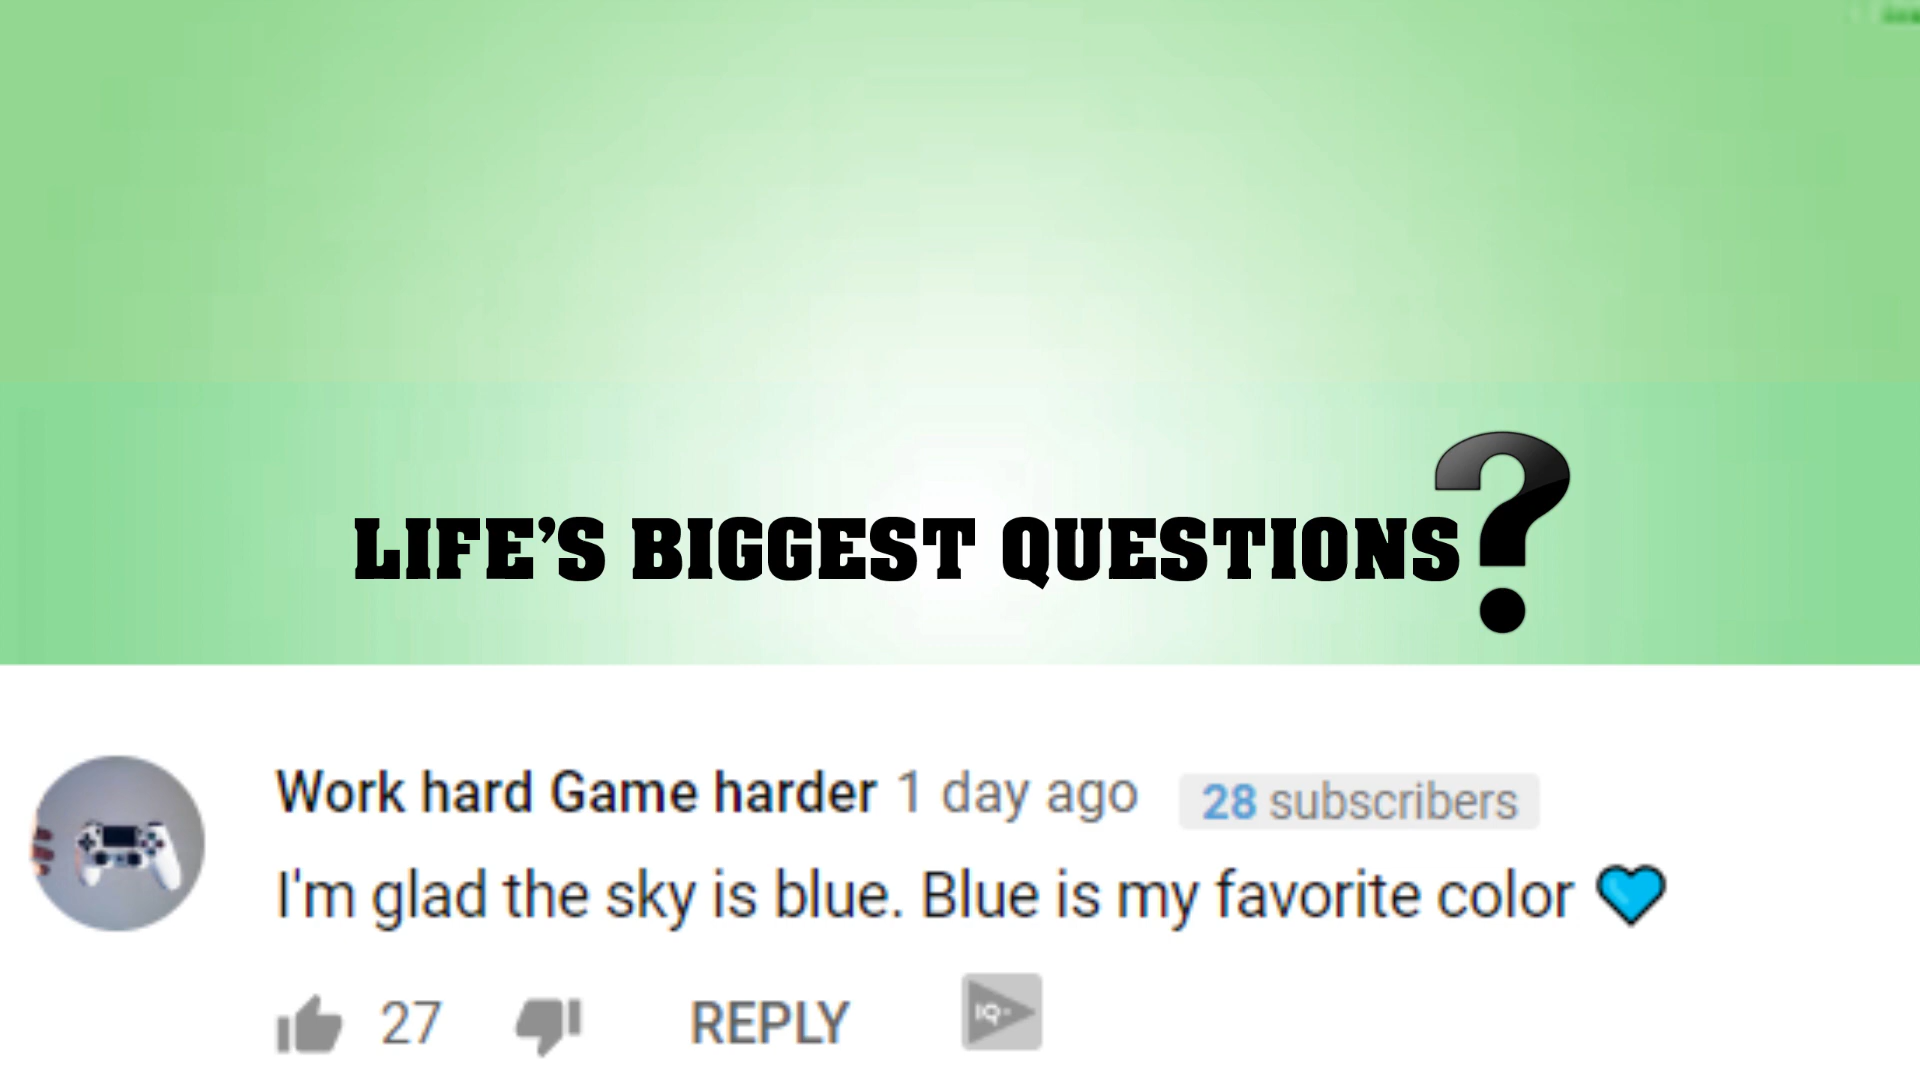 LIFE'S BIGGEST QUESTIONS?
Work hard Game harder 1 day ago 28 subscribers
I'm glad the sky is blue. Blue is my favorite color 💙
27 REPLY IQ